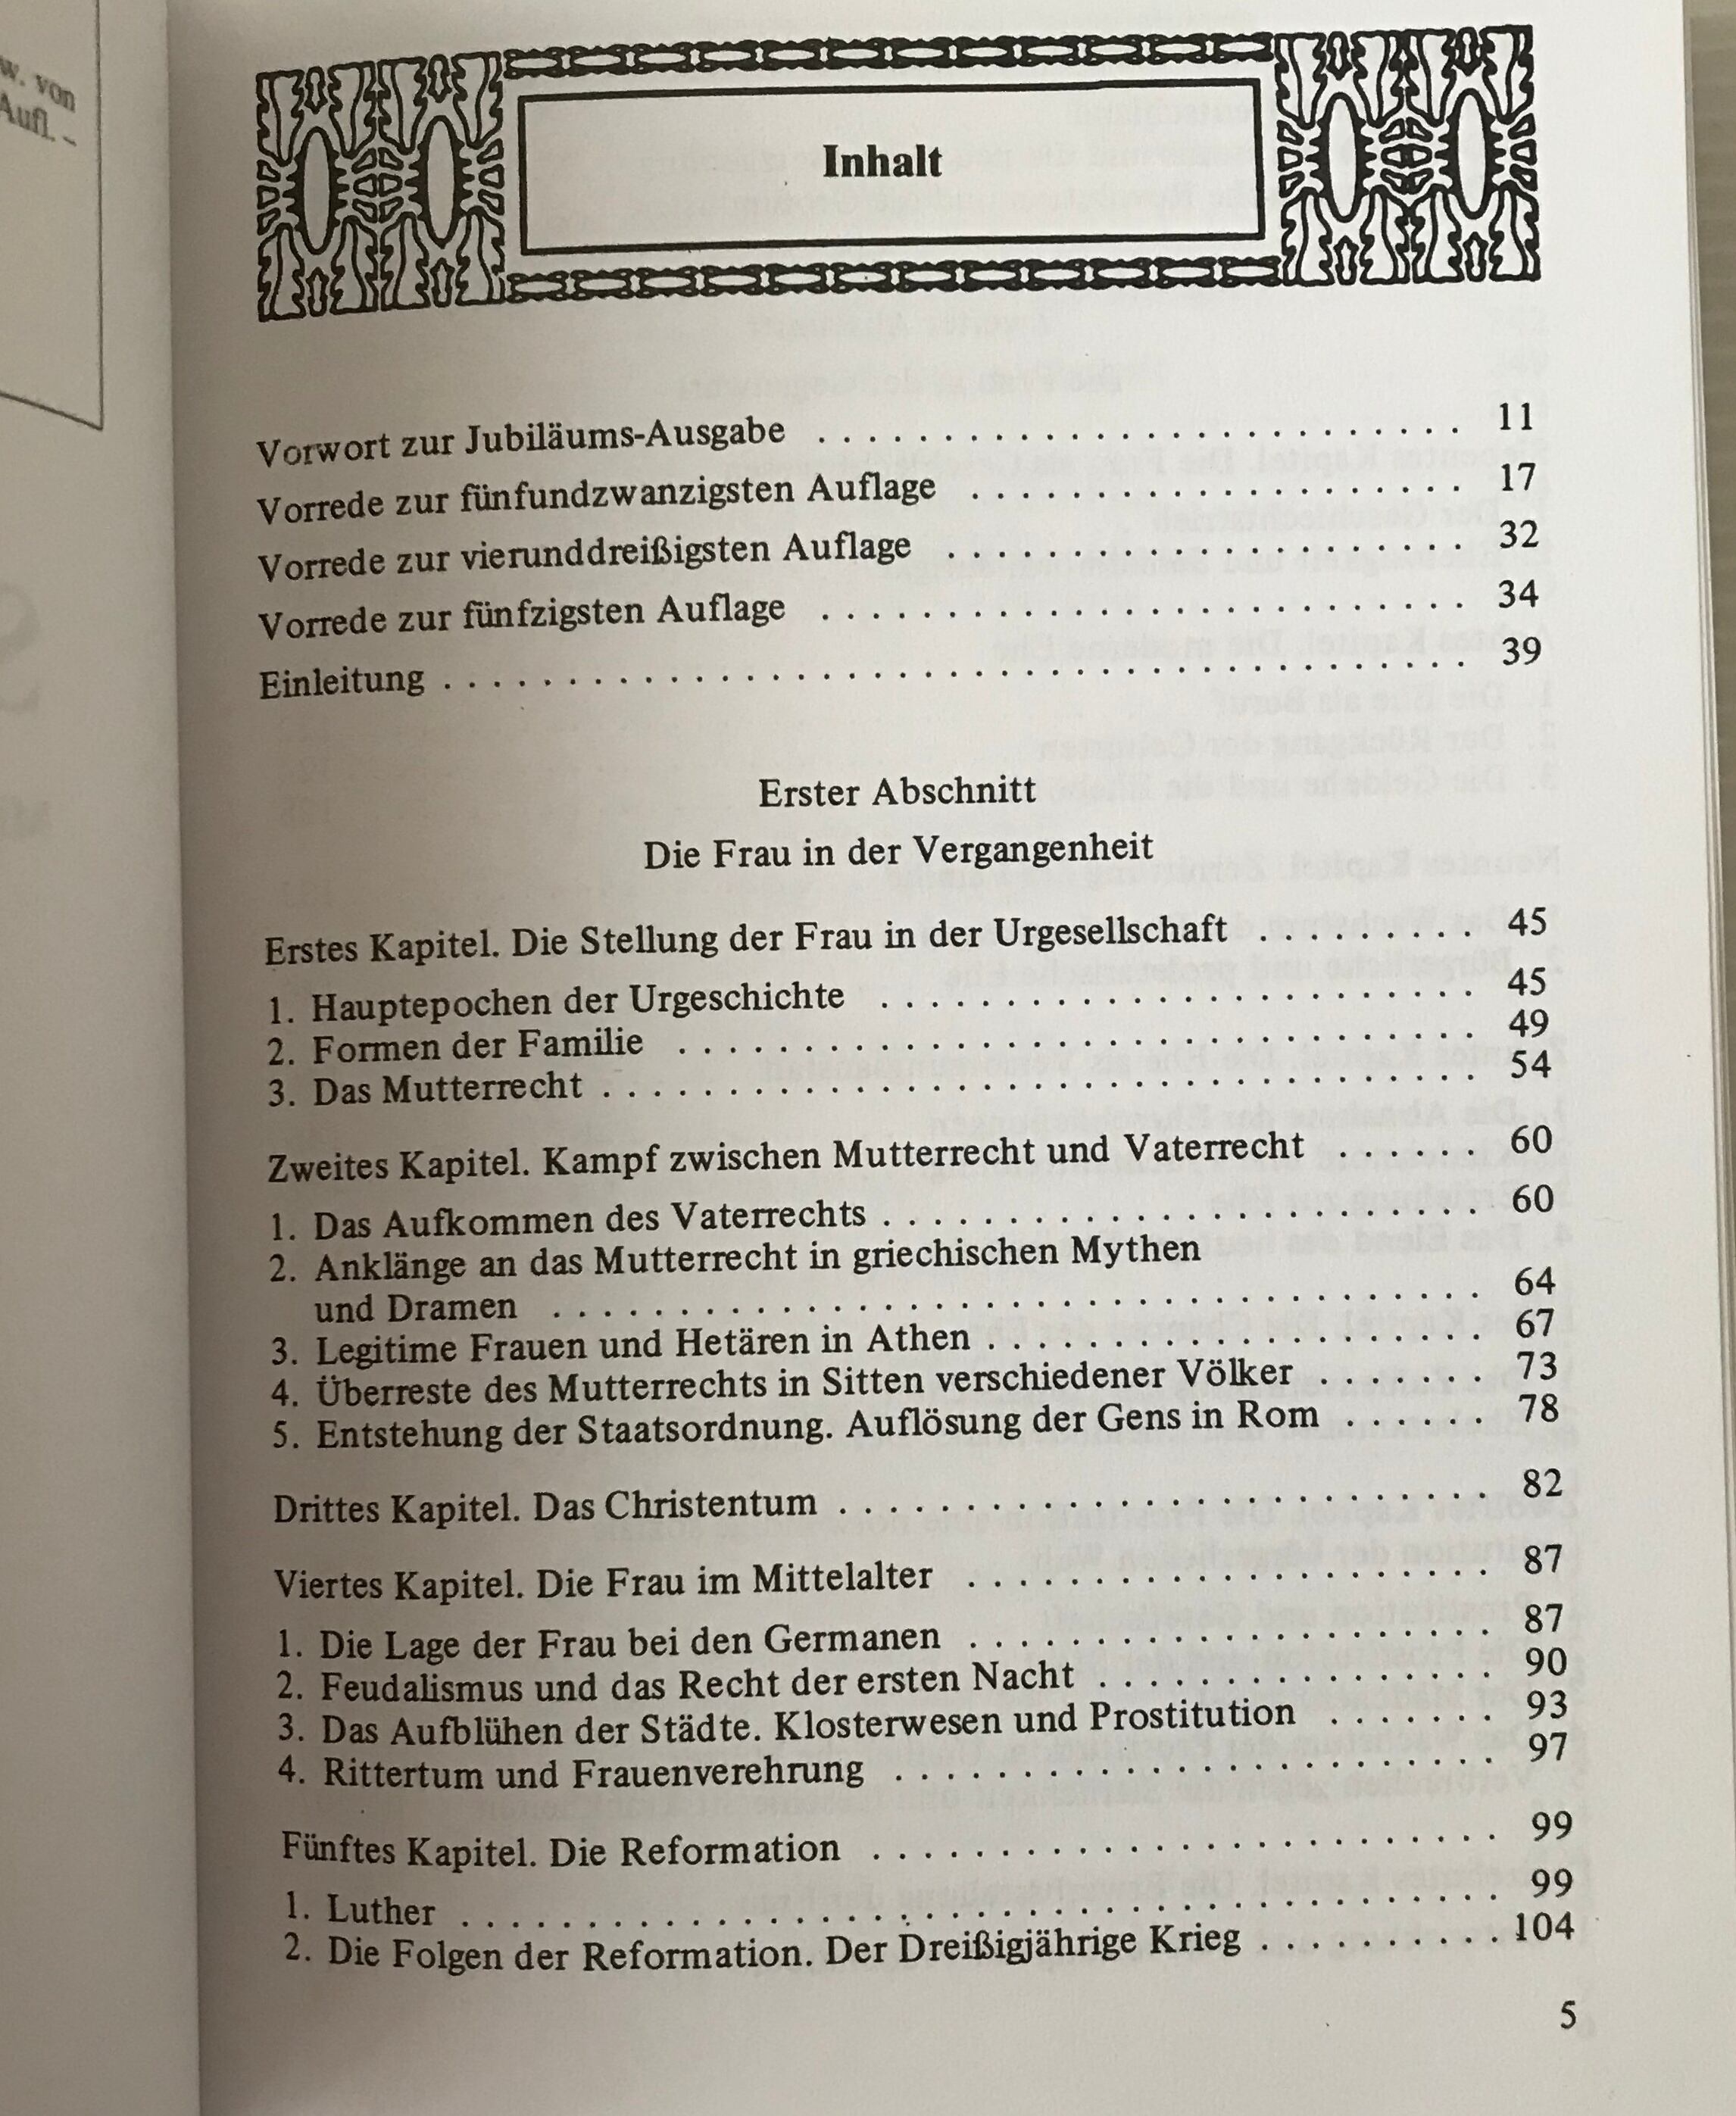 w. von
Aufl. –
Inhalt
Vorwort zur Jubiläums-Ausgabe . . . . . . . . . . . . . . . . . . . . . . . . . . 11
Vorrede zur fünfundzwanzigsten Auflage . . . . . . . . . . . . . . . . . . . . 17
Vorrede zur vierunddreißigsten Auflage . . . . . . . . . . . . . . . . . . . . . 32
Vorrede zur fünfzigsten Auflage . . . . . . . . . . . . . . . . . . . . . . . . . . 34
Einleitung . . . . . . . . . . . . . . . . . . . . . . . . . . . . . . . . . . . . . . . . . 39
Erster Abschnitt
Die Frau in der Vergangenheit
Erstes Kapitel. Die Stellung der Frau in der Urgesellschaft . . . . . . . . . 45
1. Hauptepochen der Urgeschichte . . . . . . . . . . . . . . . . . . . . . . . . 45
2. Formen der Familie . . . . . . . . . . . . . . . . . . . . . . . . . . . . . . . . 49
3. Das Mutterrecht . . . . . . . . . . . . . . . . . . . . . . . . . . . . . . . . . . . 54
Zweites Kapitel. Kampf zwischen Mutterrecht und Vaterrecht . . . . . . 60
1. Das Aufkommen des Vaterrechts . . . . . . . . . . . . . . . . . . . . . . . . 60
2. Anklänge an das Mutterrecht in griechischen Mythen
und Dramen . . . . . . . . . . . . . . . . . . . . . . . . . . . . . . . . . . . . . 64
3. Legitime Frauen und Hetären in Athen . . . . . . . . . . . . . . . . . . . . 67
4. Überreste des Mutterrechts in Sitten verschiedener Völker . . . . . . . 73
5. Entstehung der Staatsordnung. Auflösung der Gens in Rom . . . . . . 78
Drittes Kapitel. Das Christentum . . . . . . . . . . . . . . . . . . . . . . . . . . 82
Viertes Kapitel. Die Frau im Mittelalter . . . . . . . . . . . . . . . . . . . . . 87
1. Die Lage der Frau bei den Germanen . . . . . . . . . . . . . . . . . . . . . 87
2. Feudalismus und das Recht der ersten Nacht . . . . . . . . . . . . . . . . 90
3. Das Aufblühen der Städte. Klosterwesen und Prostitution . . . . . . . 93
4. Rittertum und Frauenverehrung . . . . . . . . . . . . . . . . . . . . . . . . 97
Fünftes Kapitel. Die Reformation . . . . . . . . . . . . . . . . . . . . . . . . . 99
1. Luther . . . . . . . . . . . . . . . . . . . . . . . . . . . . . . . . . . . . . . . . . 99
2. Die Folgen der Reformation. Der Dreißigjährige Krieg . . . . . . . . . . 104
5